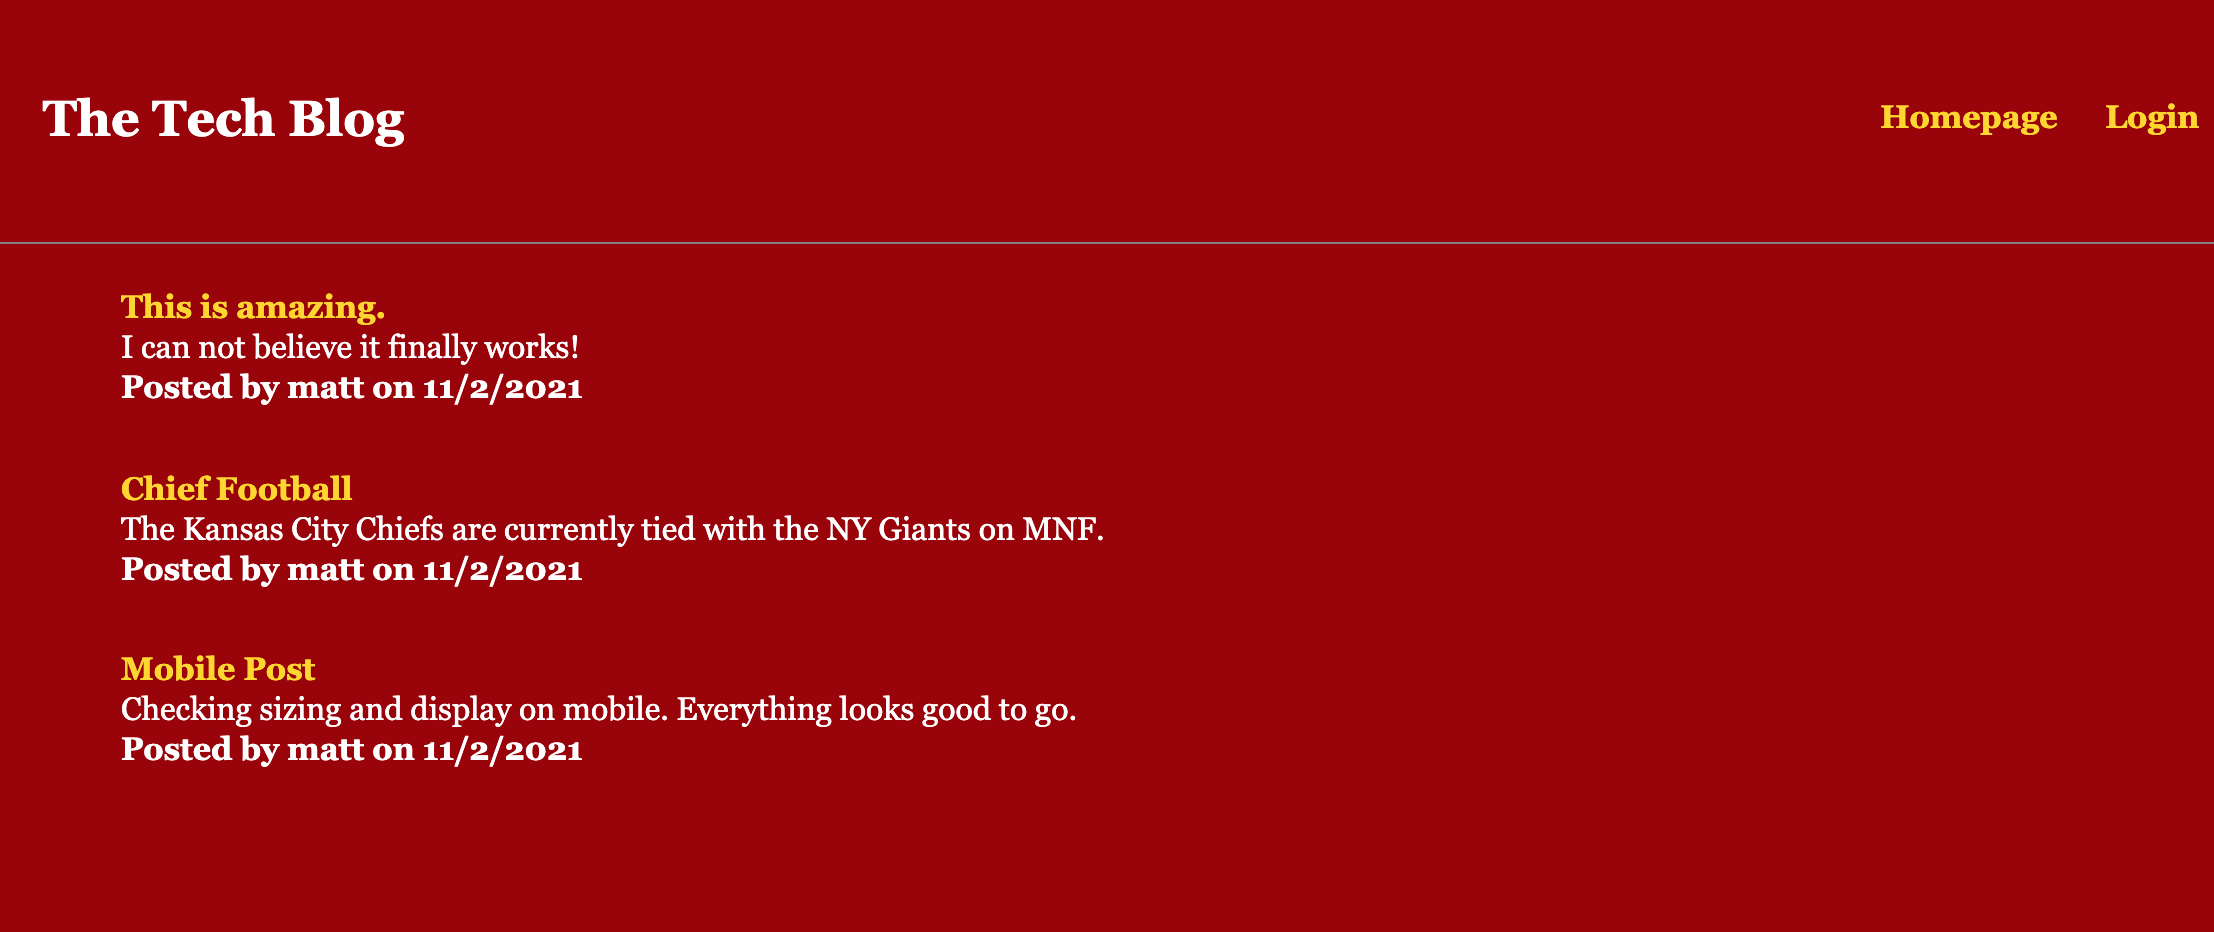 The Tech Blog
Homepage Login
This is amazing.
I can not believe it finally works!
Posted by matt on 11/2/2021
Chief Football
The Kansas City Chiefs are currently tied with the NY Giants on MNF.
Posted by matt on 11/2/2021
Mobile Post
Checking sizing and display on mobile. Everything looks good to go.
Posted by matt on 11/2/2021